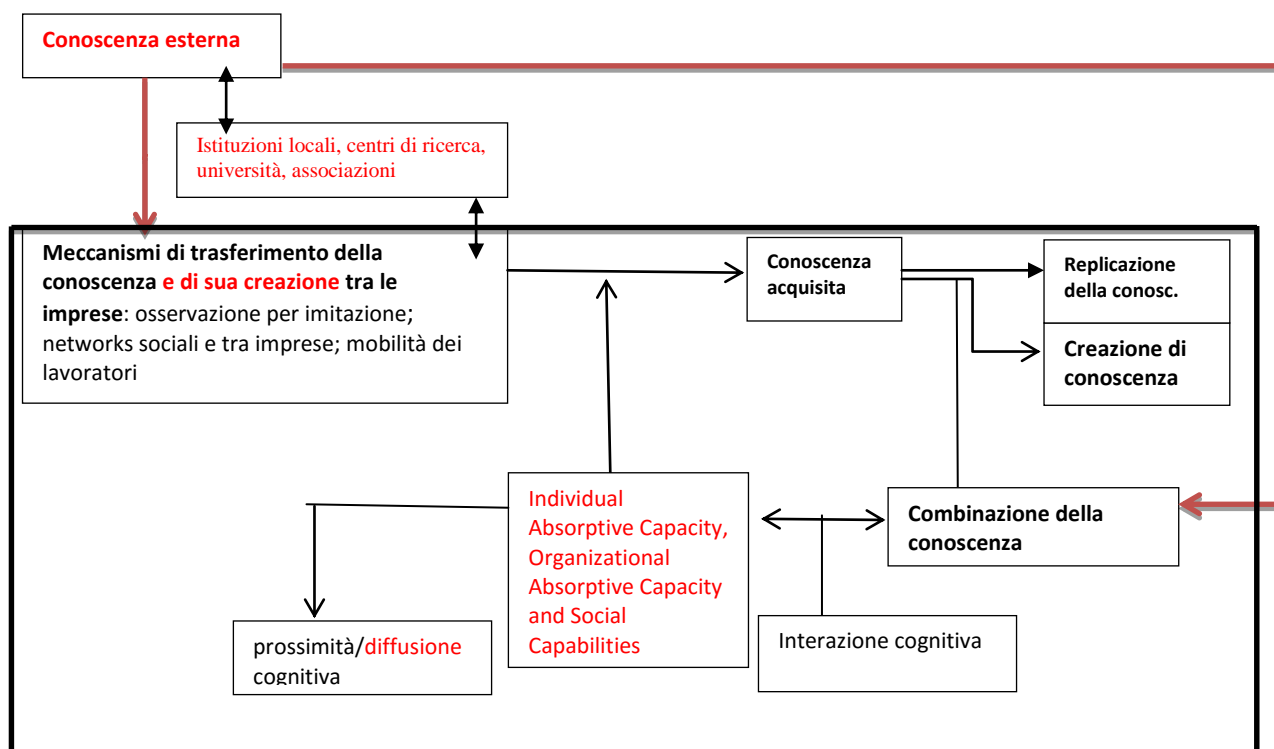 Conoscenza esterna
Istituzioni locali, centri di ricerca,
università, associazioni
Meccanismi di trasferimento della
conoscenza e di sua creazione tra le
imprese: osservazione per imitazione;
networks sociali e tra imprese; mobilità dei
lavoratori
Conoscenza
acquisita
Replicazione
della conosc.
Creazione di
conoscenza
Individual
Absorptive Capacity,
Organizational
Absorptive Capacity
and Social
Capabilities
Combinazione della
conoscenza
prossimità/diffusione
cognitiva
Interazione cognitiva